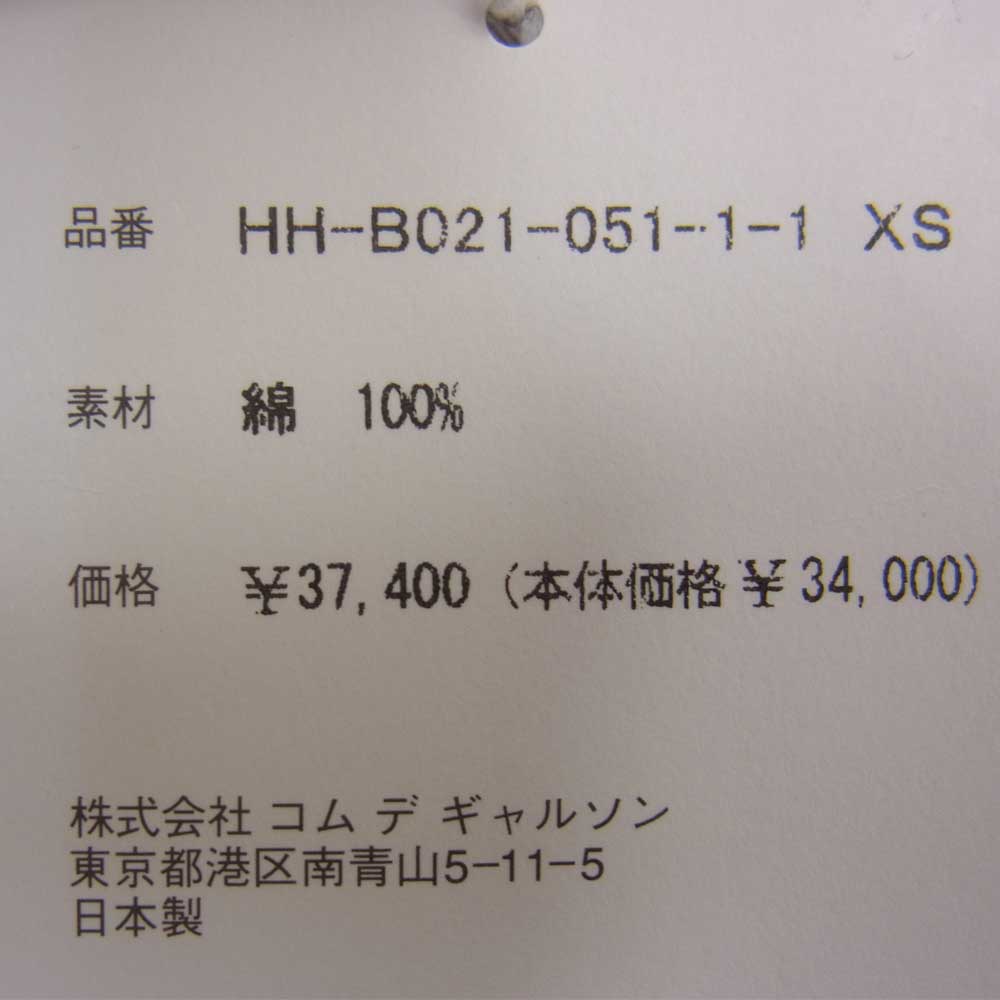 品番 HH-B021-051-1-1 XS
素材 綿 100%
価格 ¥37,400 (本体価格 ¥34,000)
株式会社 コム デ ギャルソン
東京都港区南青山5-11-5
日本製